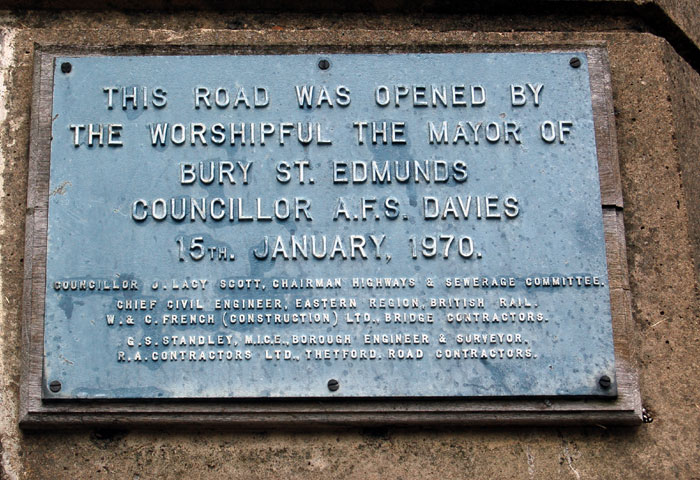 THIS ROAD WAS OPENED BY
THE WORSHIPFUL THE MAYOR OF
BURY ST. EDMUNDS
COUNCILLOR A.F.S. DAVIES
15TH. JANUARY, 1970.
COUNCILLOR J. LACY SCOTT, CHAIRMAN HIGHWAYS & SEWERAGE COMMITTEE.
CHIEF CIVIL ENGINEER, EASTERN REGION, BRITISH RAIL.
W. & C. FRENCH (CONSTRUCTION) LTD., BRIDGE CONTRACTORS.
G.S. STANDLEY, M.I.C.E., BOROUGH ENGINEER & SURVEYOR.
R.A. CONTRACTORS LTD., THETFORD. ROAD CONTRACTORS.